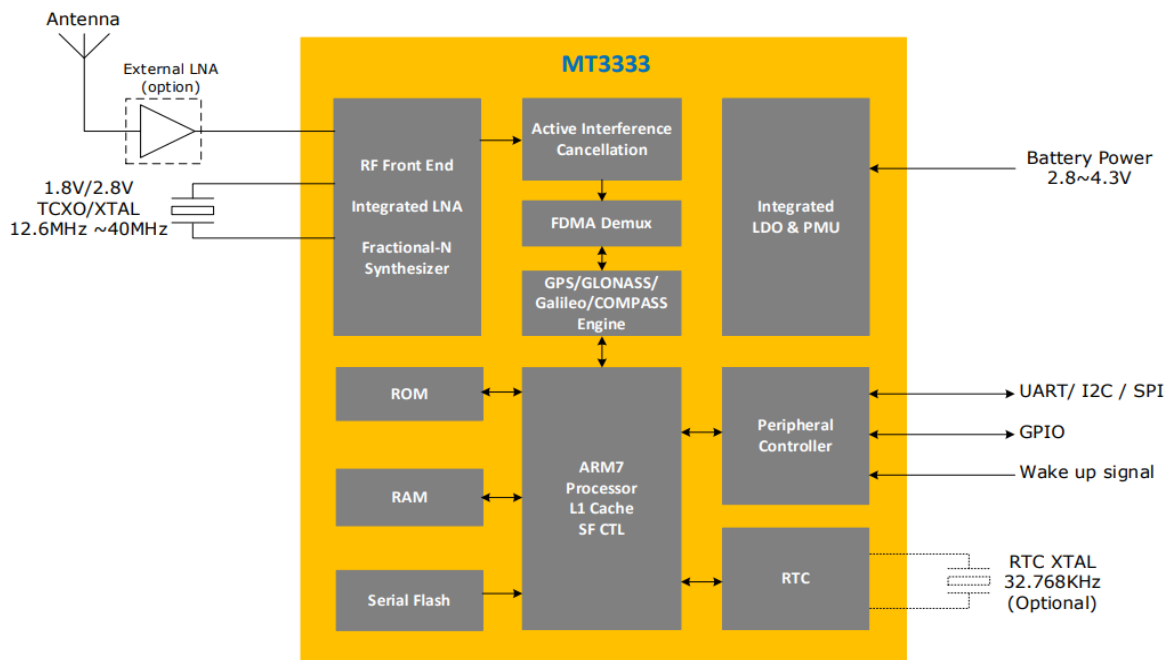 Antenna
External LNA
(option)
MT3333
RF Front End
Integrated LNA
Fractional-N
Synthesizer
Active Interference
Cancellation
Integrated
LDO & PMU
Battery Power
2.8~4.3V
1.8V/2.8V
TCXO/XTAL
12.6MHz ~40MHz
FDMA Demux
GPS/GLONASS/
Galileo/COMPASS
Engine
ROM
RAM
Serial Flash
ARM7
Processor
L1 Cache
SF CTL
Peripheral
Controller
UART/ I2C / SPI
GPIO
Wake up signal
RTC
RTC XTAL
32.768KHz
(Optional)